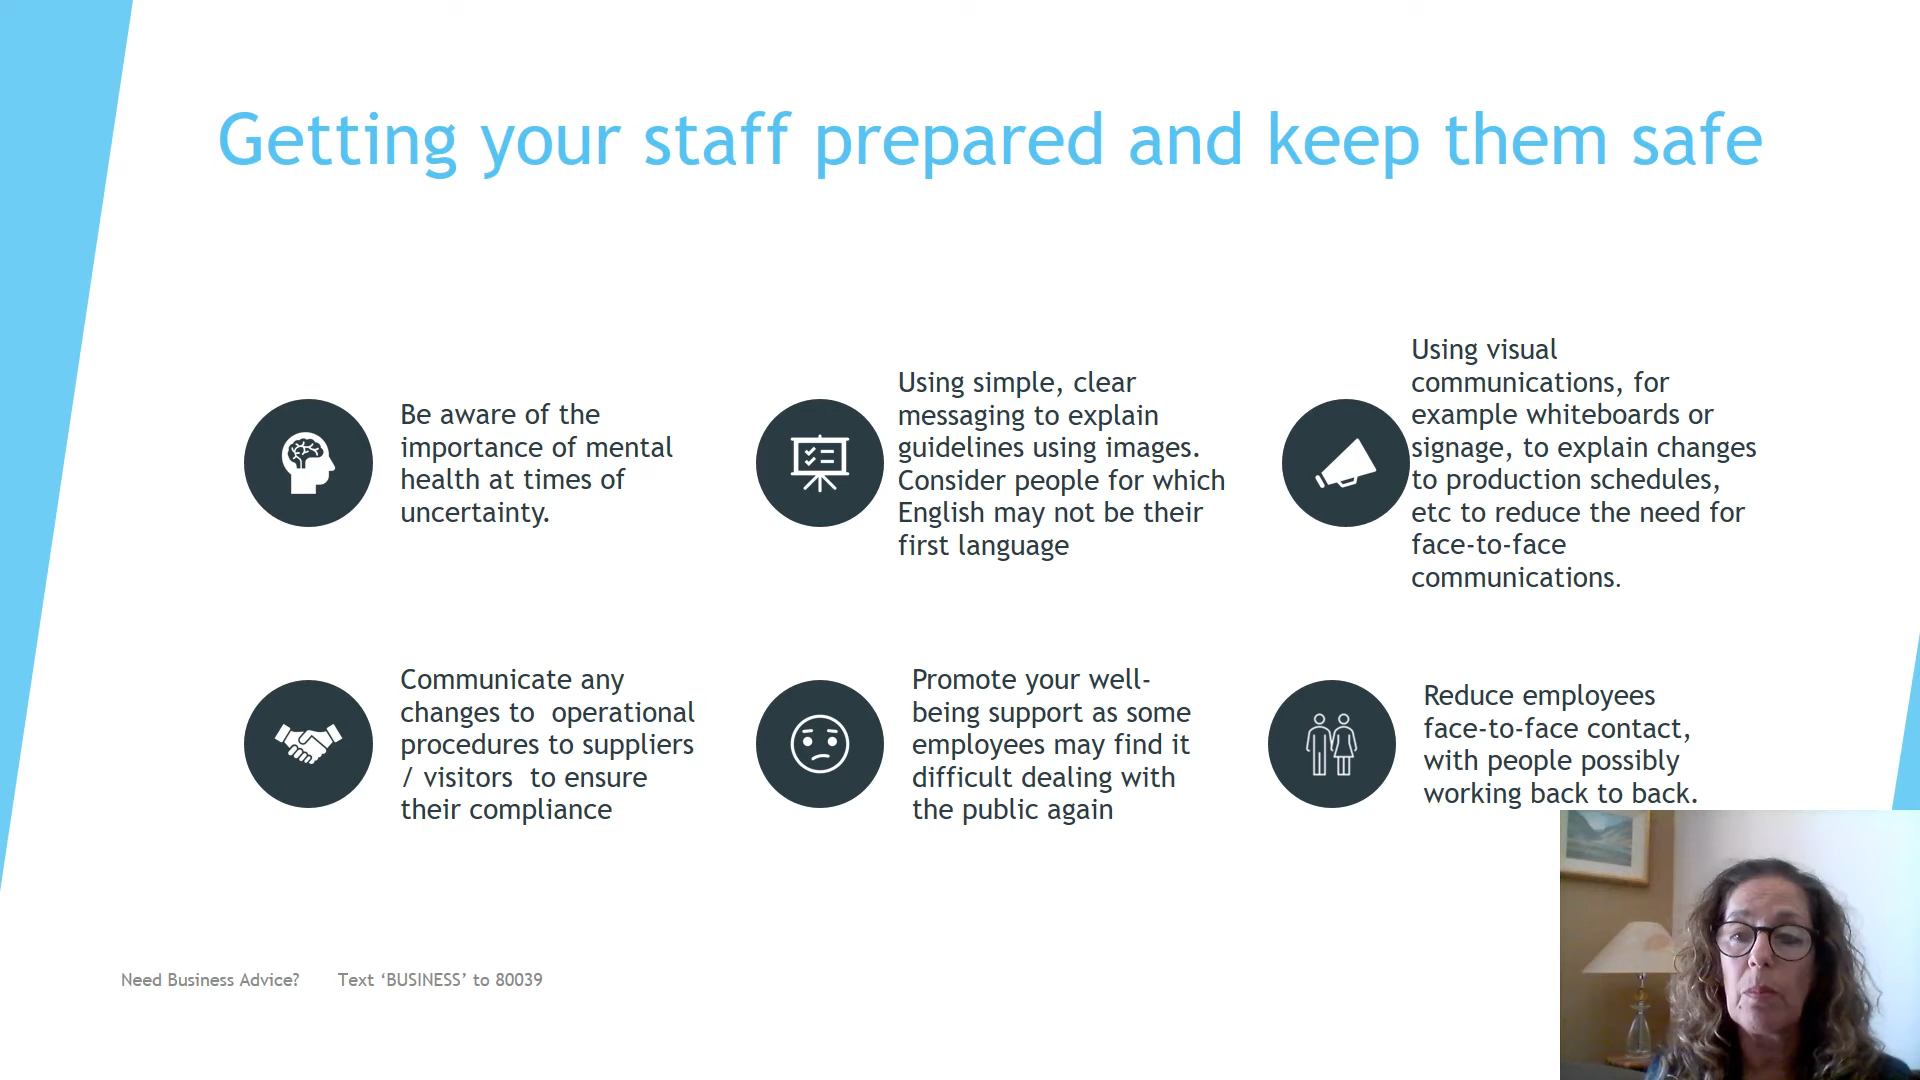 Getting your staff prepared and keep them safe
Be aware of the
importance of mental
health at times of
uncertainty.
Using simple, clear
messaging to explain
guidelines using images.
Consider people for which
English may not be their
first language
Using visual
communications, for
example whiteboards or
signage, to explain changes
to production schedules,
etc to reduce the need for
face-to-face
communications.
Communicate any
changes to operational
procedures to suppliers
/ visitors to ensure
their compliance
Promote your well-
being support as some
employees may find it
difficult dealing with
the public again
Reduce employees
face-to-face contact,
with people possibly
working back to back.
Need Business Advice? Text ‘BUSINESS’ to 80039